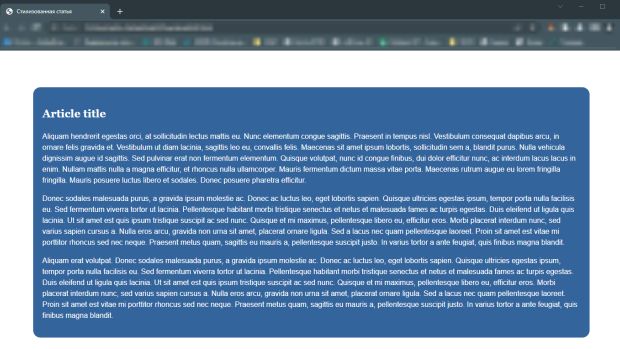 Стилизованная статья
Article title
Aliquam hendrerit egestas orci, at sollicitudin lectus mattis eu. Nunc elementum congue sagittis. Praesent in tempus nisl. Vestibulum consequat dapibus arcu, in
ornare felis gravida et. Vestibulum ut diam lacinia, sagittis leo eu, convallis felis. Maecenas sit amet ipsum lobortis, sollicitudin sem a, blandit purus. Nulla vehicula
dignissim augue id sagittis. Sed pulvinar erat non fermentum elementum. Quisque volutpat, nunc id congue finibus, dui dolor efficitur nunc, ac interdum lacus lacus in
enim. Nullam mattis nulla a magna efficitur, et rhoncus nulla ullamcorper. Mauris fermentum dictum massa vitae porta. Maecenas rutrum augue eu lorem fringilla
fringilla. Mauris posuere luctus libero et sodales. Donec posuere pharetra efficitur.
Donec sodales malesuada purus, a gravida ipsum molestie ac. Donec ac luctus leo, eget lobortis sapien. Quisque ultricies egestas ipsum, tempor porta nulla facilisis
eu. Sed fermentum viverra tortor ut lacinia. Pellentesque habitant morbi tristique senectus et netus et malesuada fames ac turpis egestas. Duis eleifend ut ligula quis
lacinia. Ut sit amet est quis ipsum tristique suscipit ac sed nunc. Quisque et mi maximus, pellentesque libero eu, efficitur eros. Morbi placerat interdum nunc, sed
varius sapien cursus a. Nulla eros arcu, gravida non urna sit amet, placerat ornare ligula. Sed a lacus nec quam pellentesque laoreet. Proin sit amet est vitae mi
porttitor rhoncus sed nec neque. Praesent metus quam, sagittis eu mauris a, pellentesque suscipit justo. In varius tortor a ante feugiat, quis finibus magna blandit.
Aliquam erat volutpat. Donec sodales malesuada purus, a gravida ipsum molestie ac. Donec ac luctus leo, eget lobortis sapien. Quisque ultricies egestas ipsum,
tempor porta nulla facilisis eu. Sed fermentum viverra tortor ut lacinia. Pellentesque habitant morbi tristique senectus et netus et malesuada fames ac turpis egestas.
Duis eleifend ut ligula quis lacinia. Ut sit amet est quis ipsum tristique suscipit ac sed nunc. Quisque et mi maximus, pellentesque libero eu, efficitur eros. Morbi
placerat interdum nunc, sed varius sapien cursus a. Nulla eros arcu, gravida non urna sit amet, placerat ornare ligula. Sed a lacus nec quam pellentesque laoreet.
Proin sit amet est vitae mi porttitor rhoncus sed nec neque. Praesent metus quam, sagittis eu mauris a, pellentesque suscipit justo. In varius tortor a ante feugiat, quis
finibus magna blandit.